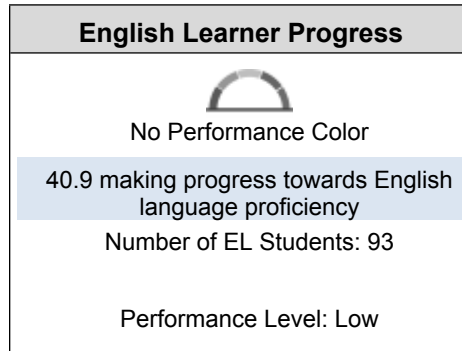 English Learner Progress
No Performance Color
40.9 making progress towards English
language proficiency
Number of EL Students: 93
Performance Level: Low